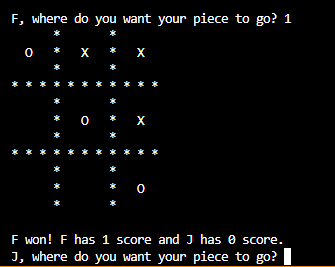 F, where do you want your piece to go? 1
* *
O * X * X
* *
* * * * * * * * * * *
* *
* O * X
* *
* * * * * * * * * * *
* *
* * O
* *
F won! F has 1 score and J has 0 score.
J, where do you want your piece to go?